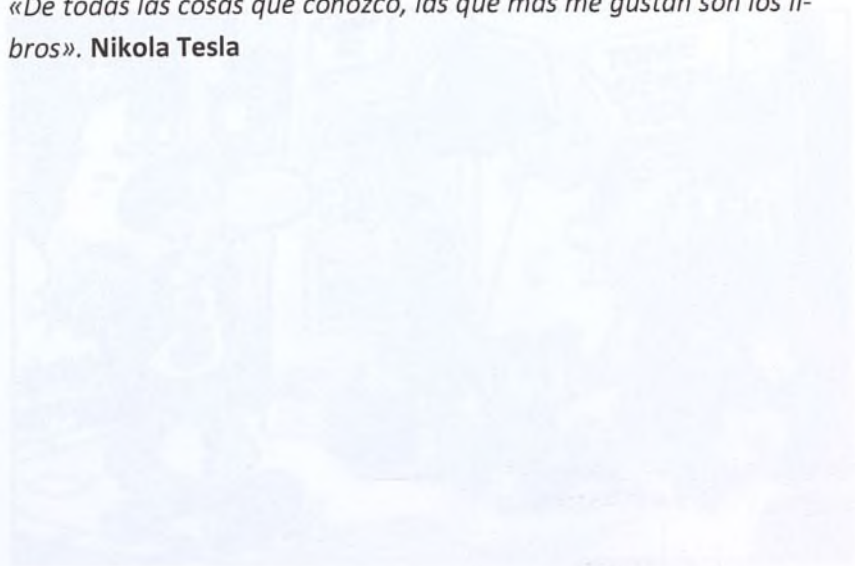 «De todas las cosas que conozco, las que más me gustan son los li-
bros». Nikola Tesla